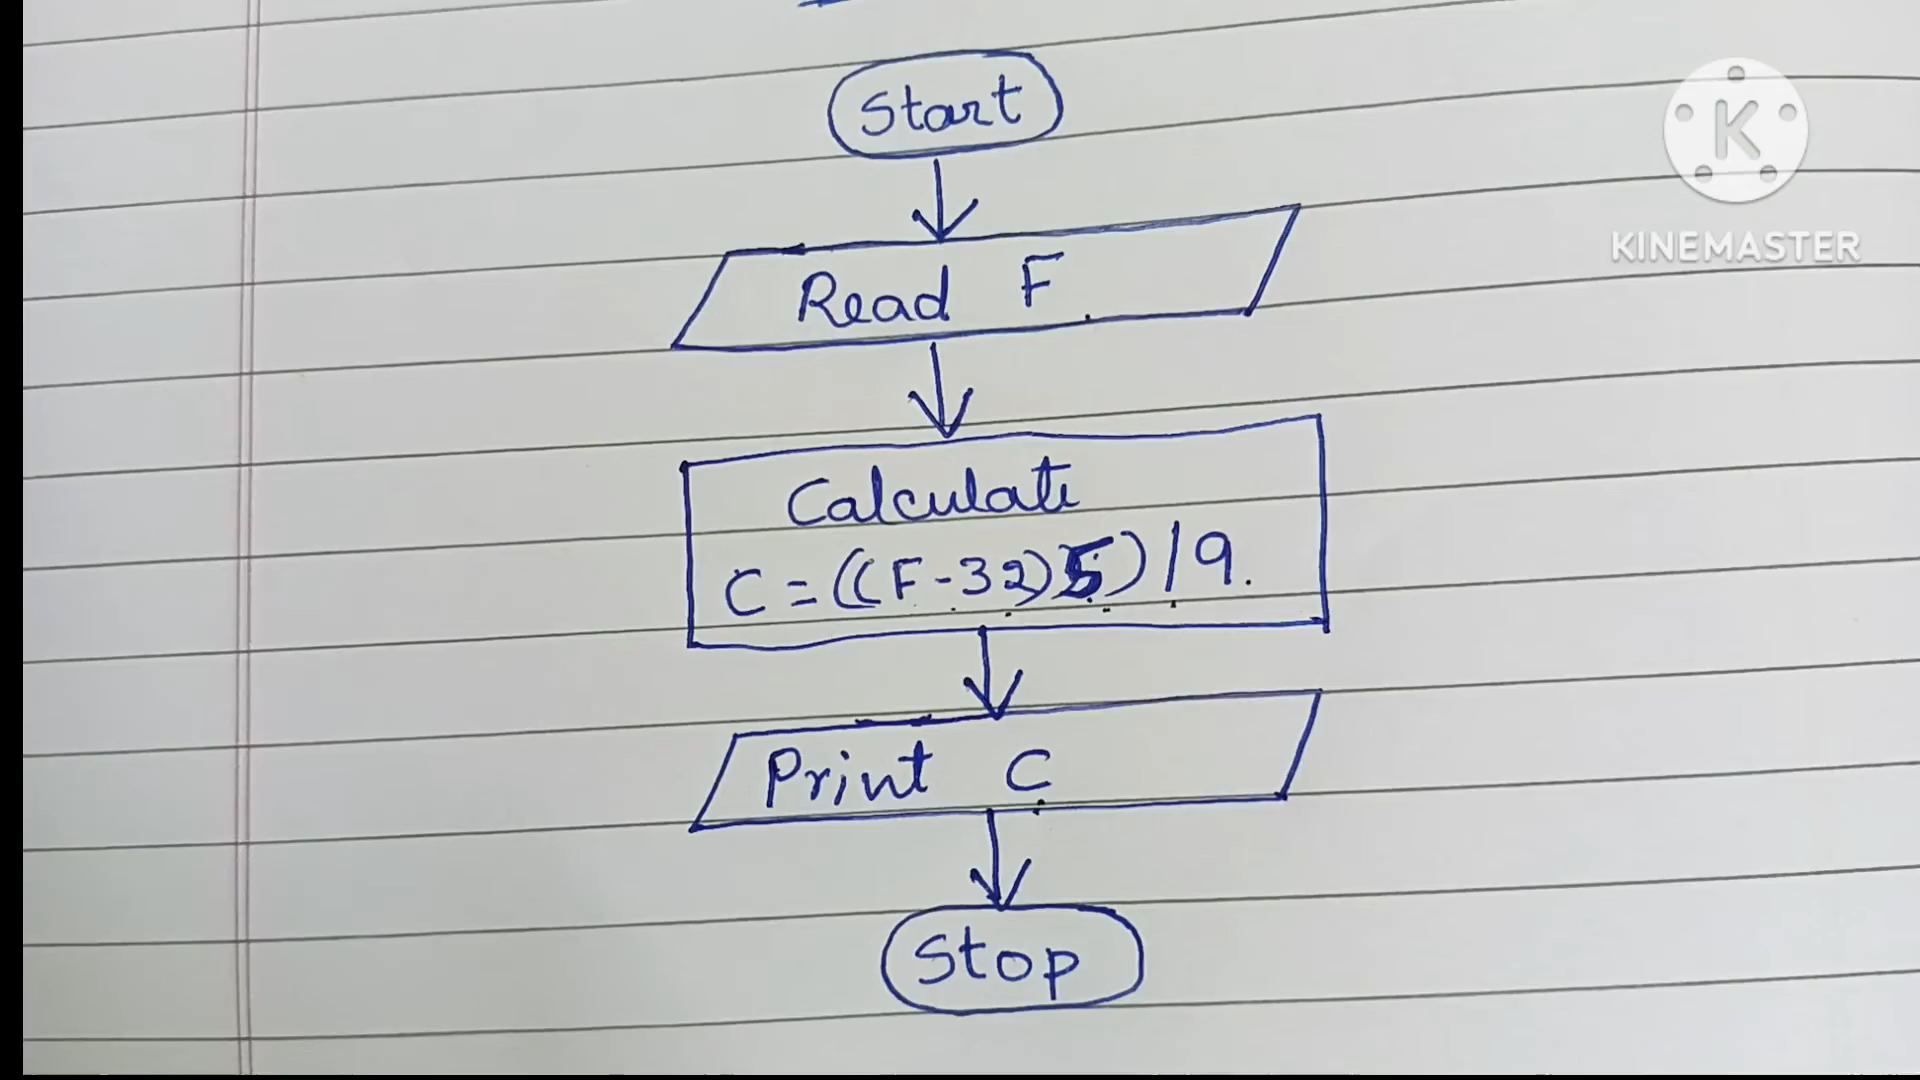 Start
Read F
Calculate
C = ((F-32)5)/9.
Print C
Stop
K
KINEMASTER